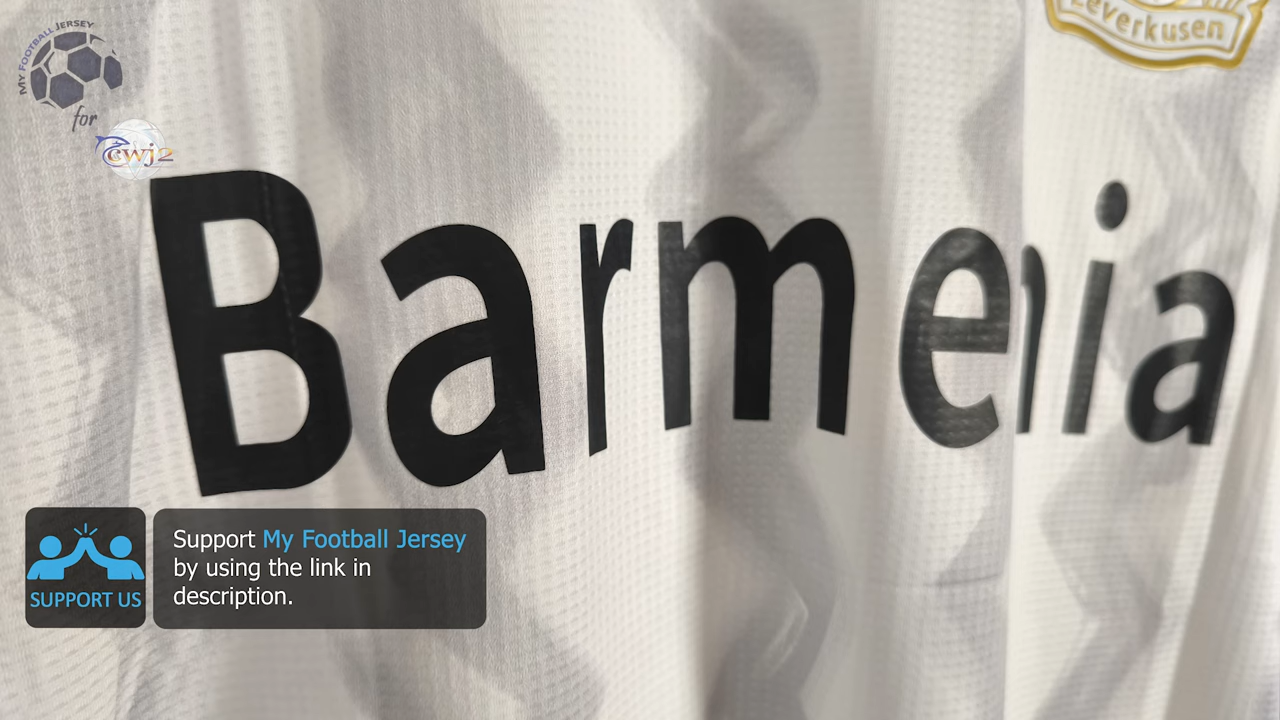 MY FOOTBALL JERSEY
for
cwj2
Leverkusen
Barmenia
Support My Football Jersey
by using the link in
description.
SUPPORT US